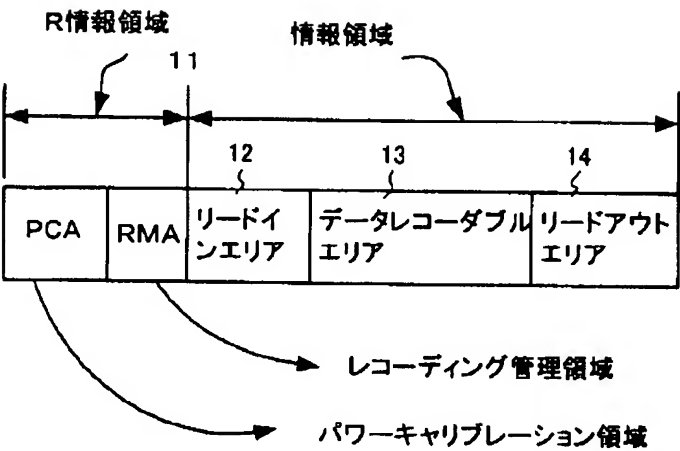 R情報領域
情報領域
11
12
13
14
PCA
RMA
リードイ
ンエリア
データレコーダブル
エリア
リードアウト
エリア
レコーディング管理領域
パワーキャリブレーション領域